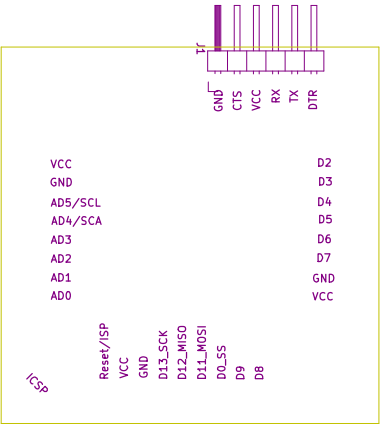 J1
GND
CTS
VCC
RX
TX
DTR
VCC
GND
AD5/SCL
AD4/SCA
AD3
AD2
AD1
AD0
D2
D3
D4
D5
D6
D7
GND
VCC
ICSP
Reset/ISP
VCC
GND
D13_SCK
D12_MISO
D11_MOSI
D0_SS
D9
D8